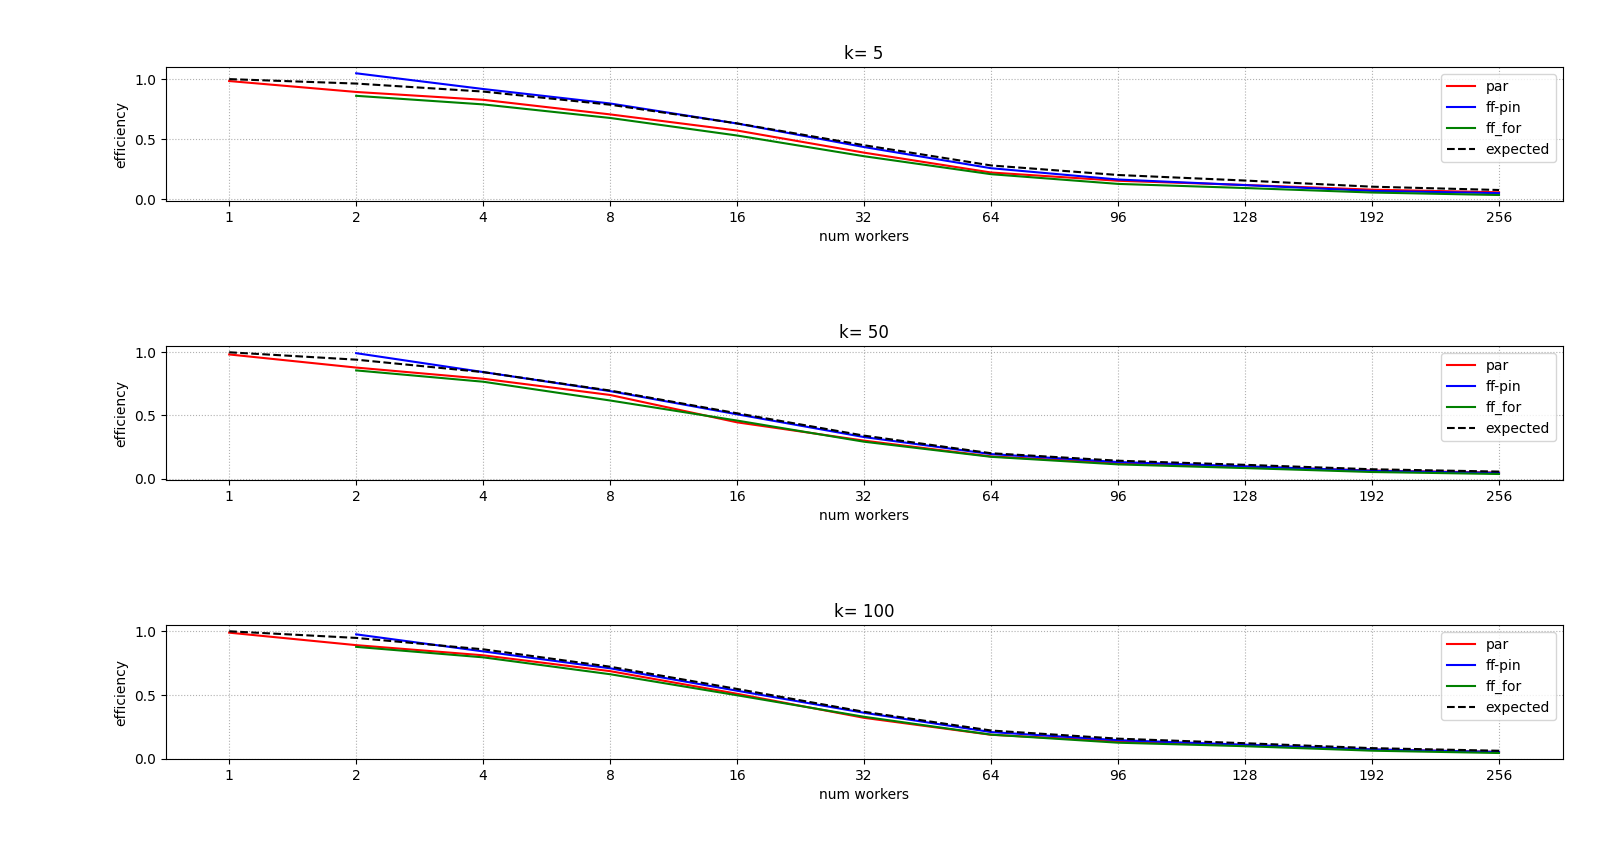 k= 5
efficiency
1.0
0.5
0.0
par
ff-pin
ff_for
expected
1 2 4 8 16 32 64 96 128 192 256
num workers
k= 50
efficiency
1.0
0.5
0.0
par
ff-pin
ff_for
expected
1 2 4 8 16 32 64 96 128 192 256
num workers
k= 100
efficiency
1.0
0.5
0.0
par
ff-pin
ff_for
expected
1 2 4 8 16 32 64 96 128 192 256
num workers